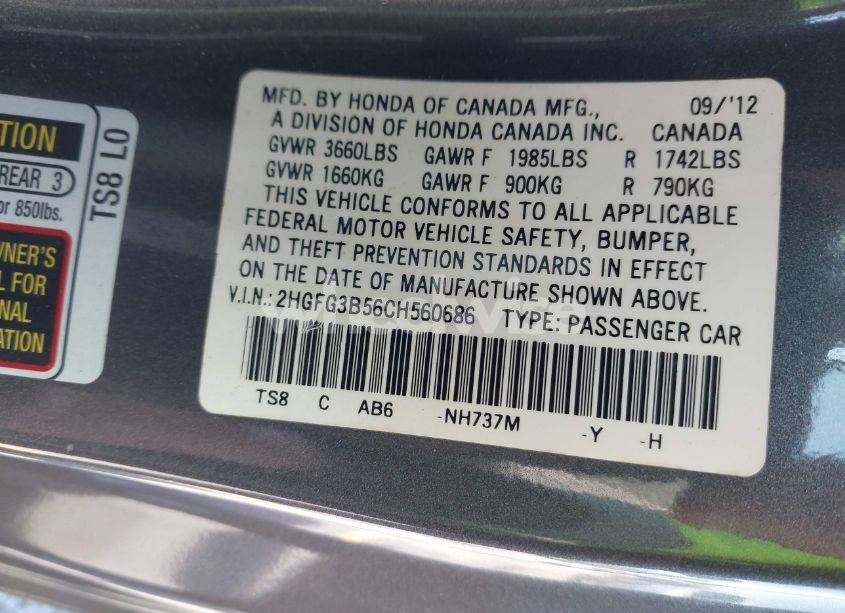 TION
REAR 3
or 850lbs.
WNER'S
L FOR
NAL
ATION
TS8 L0
MFD. BY HONDA OF CANADA MFG., 09/'12
A DIVISION OF HONDA CANADA INC. CANADA
GVWR 3660LBS GAWR F 1985LBS R 1742LBS
GVWR 1660KG GAWR F 900KG R 790KG
THIS VEHICLE CONFORMS TO ALL APPLICABLE
FEDERAL MOTOR VEHICLE SAFETY, BUMPER,
AND THEFT PREVENTION STANDARDS IN EFFECT
ON THE DATE OF MANUFACTURE SHOWN ABOVE.
V.I.N.: 2HGFG3B56CH560686 TYPE: PASSENGER CAR
TS8 C AB6 -NH737M -Y -H